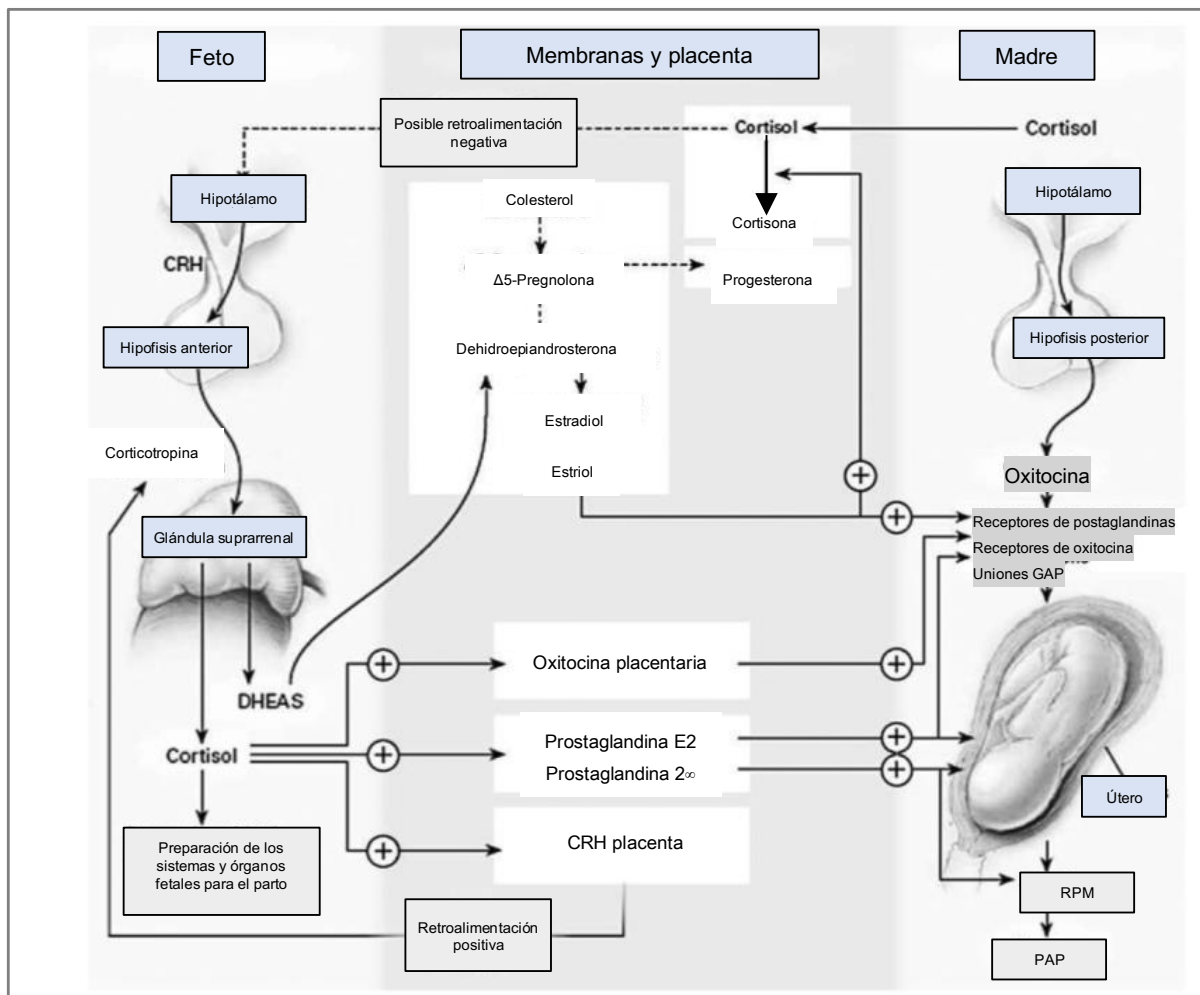 Feto
Membranas y placenta
Madre
Posible retroalimentación
negativa
Cortisol
Cortisol
Hipotálamo
Hipotálamo
Colesterol
Cortisona
CRH
Δ5-Pregnolona
Progesterona
Hipofisis anterior
Hipofisis posterior
Dehidroepiandrosterona
Estradiol
Corticotropina
Estriol
Oxitocina
+
+
Receptores de postaglandinas
Glándula suprarrenal
Receptores de oxitocina
Uniones GAP
+
Oxitocina placentaria
+
DHEAS
Prostaglandina E2
+
Cortisol
+
Prostaglandina 2∞
+
Útero
Preparación de los
sistemas y órganos
fetales para el parto
+
CRH placenta
RPM
Retroalimentación
positiva
PAP